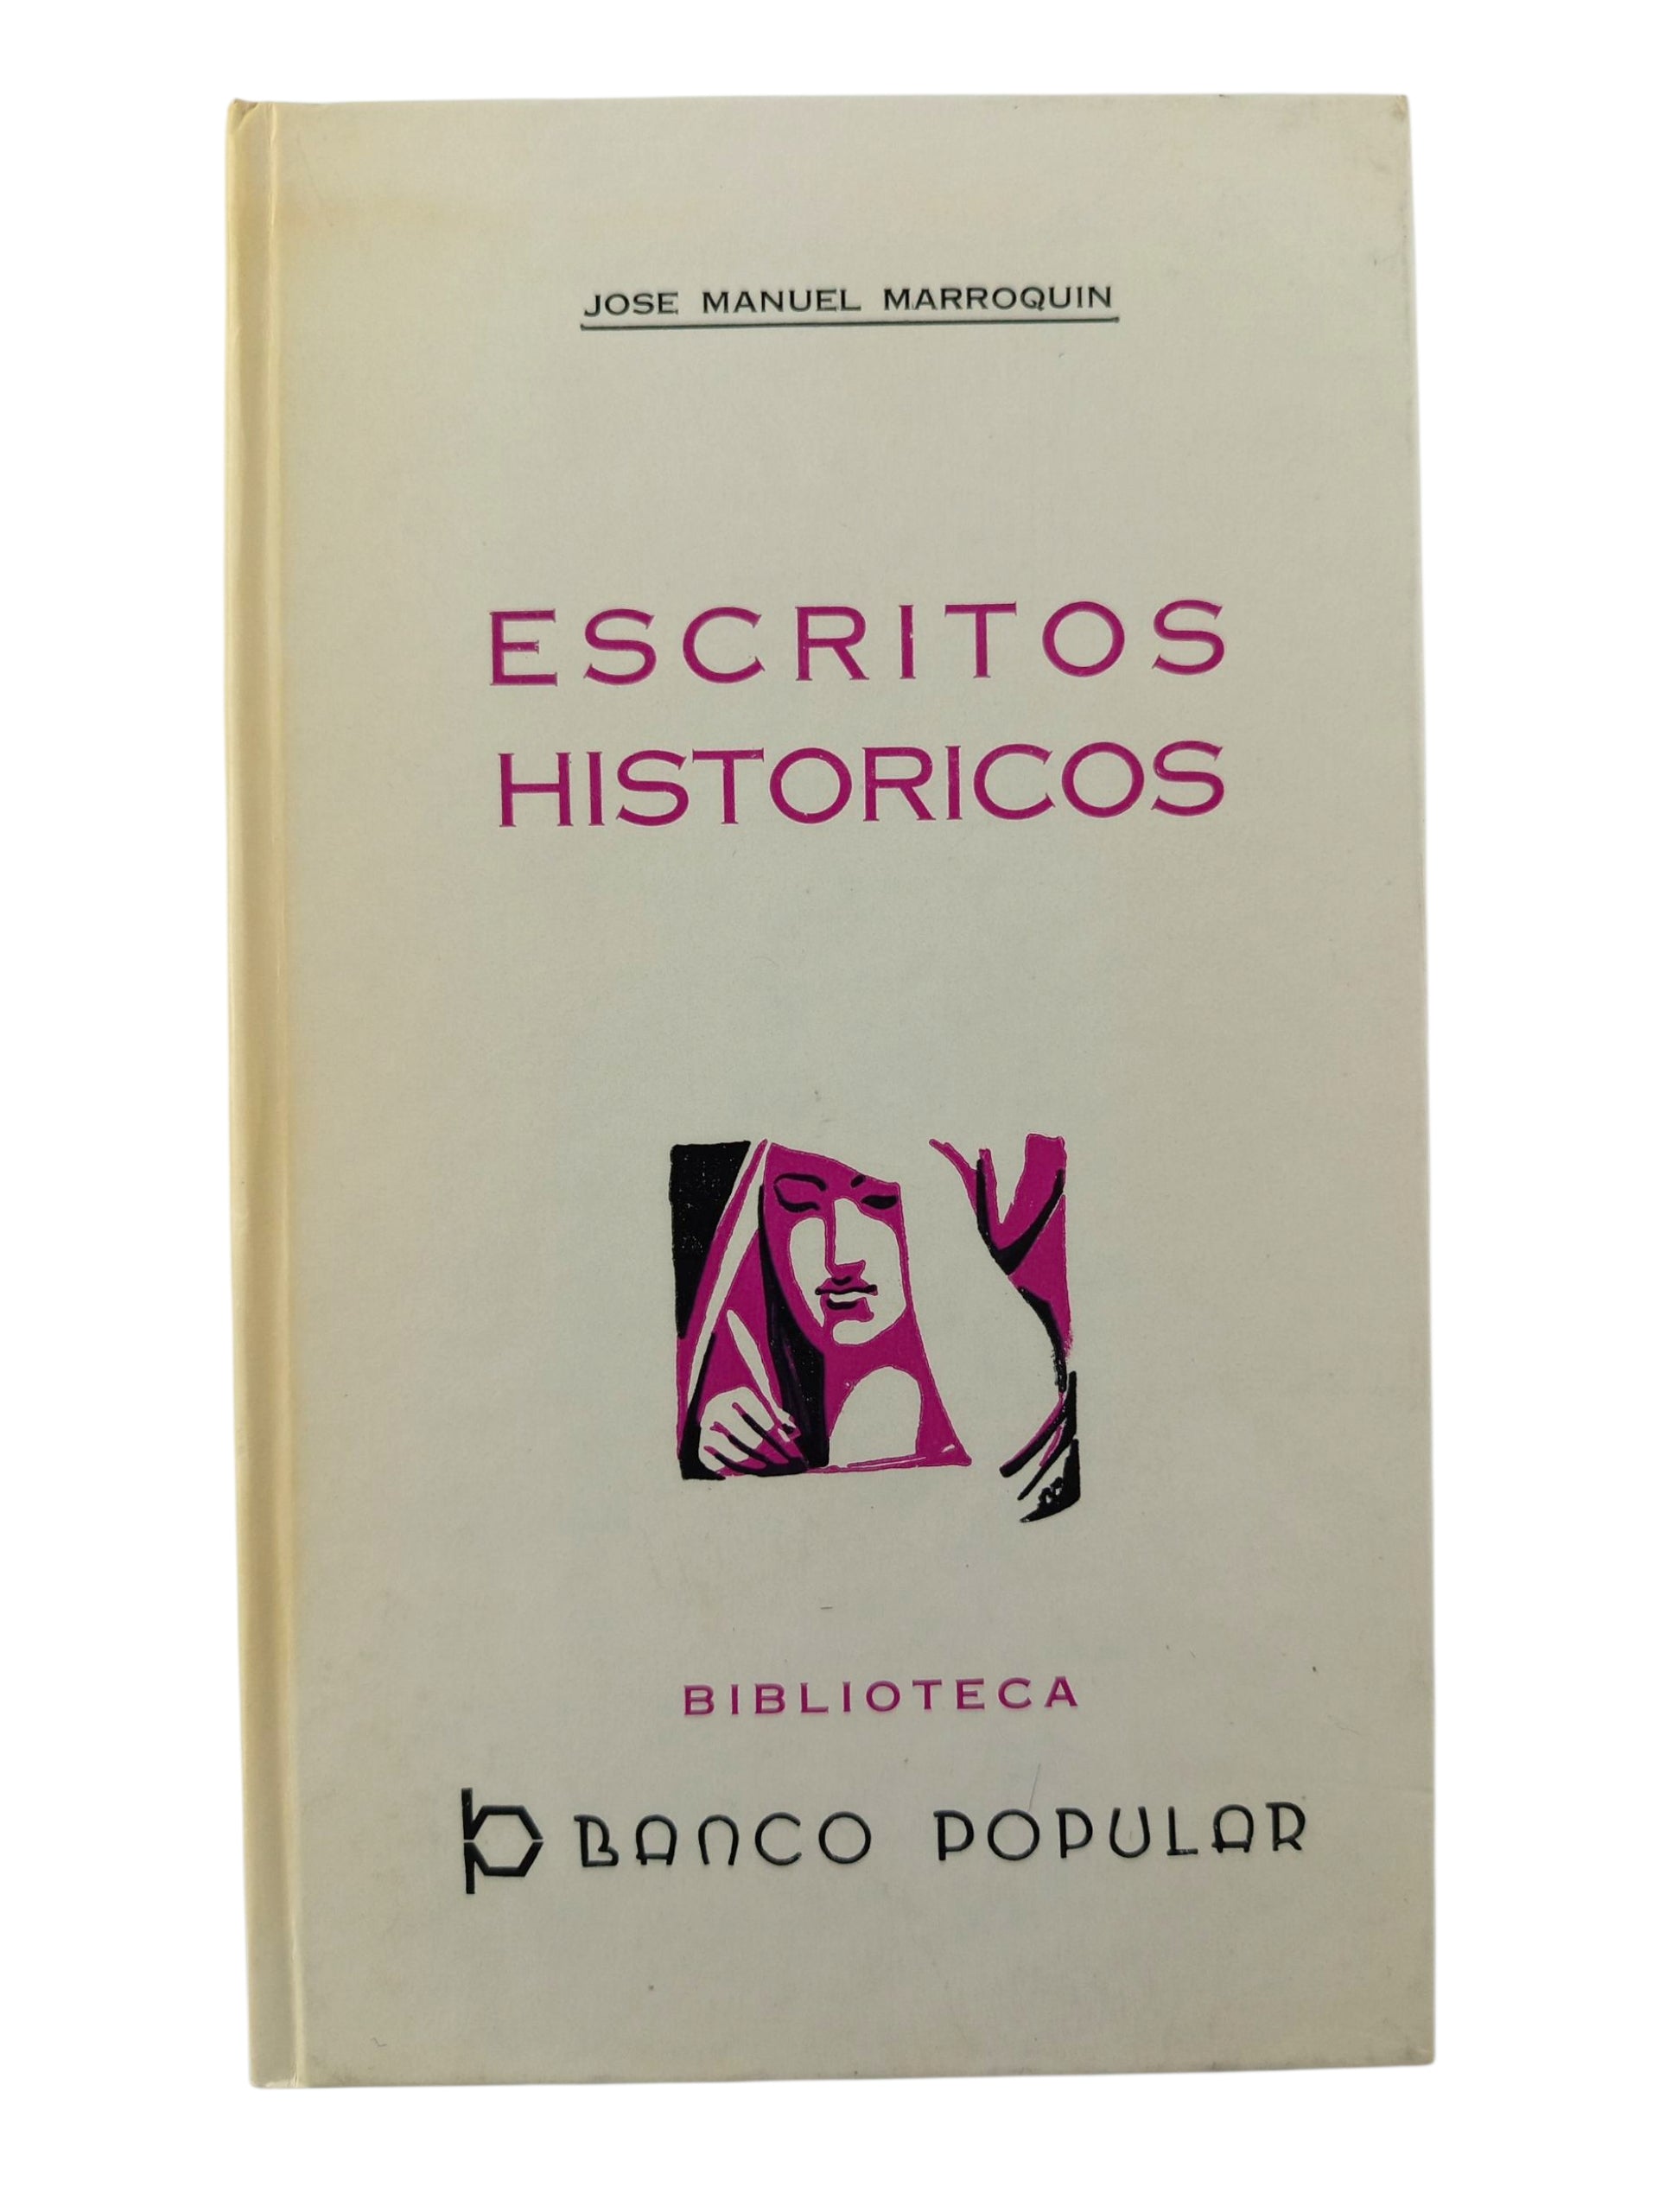 JOSE MANUEL MARROQUIN
ESCRITOS
HISTORICOS
BIBLIOTECA
BANCO POPULAR